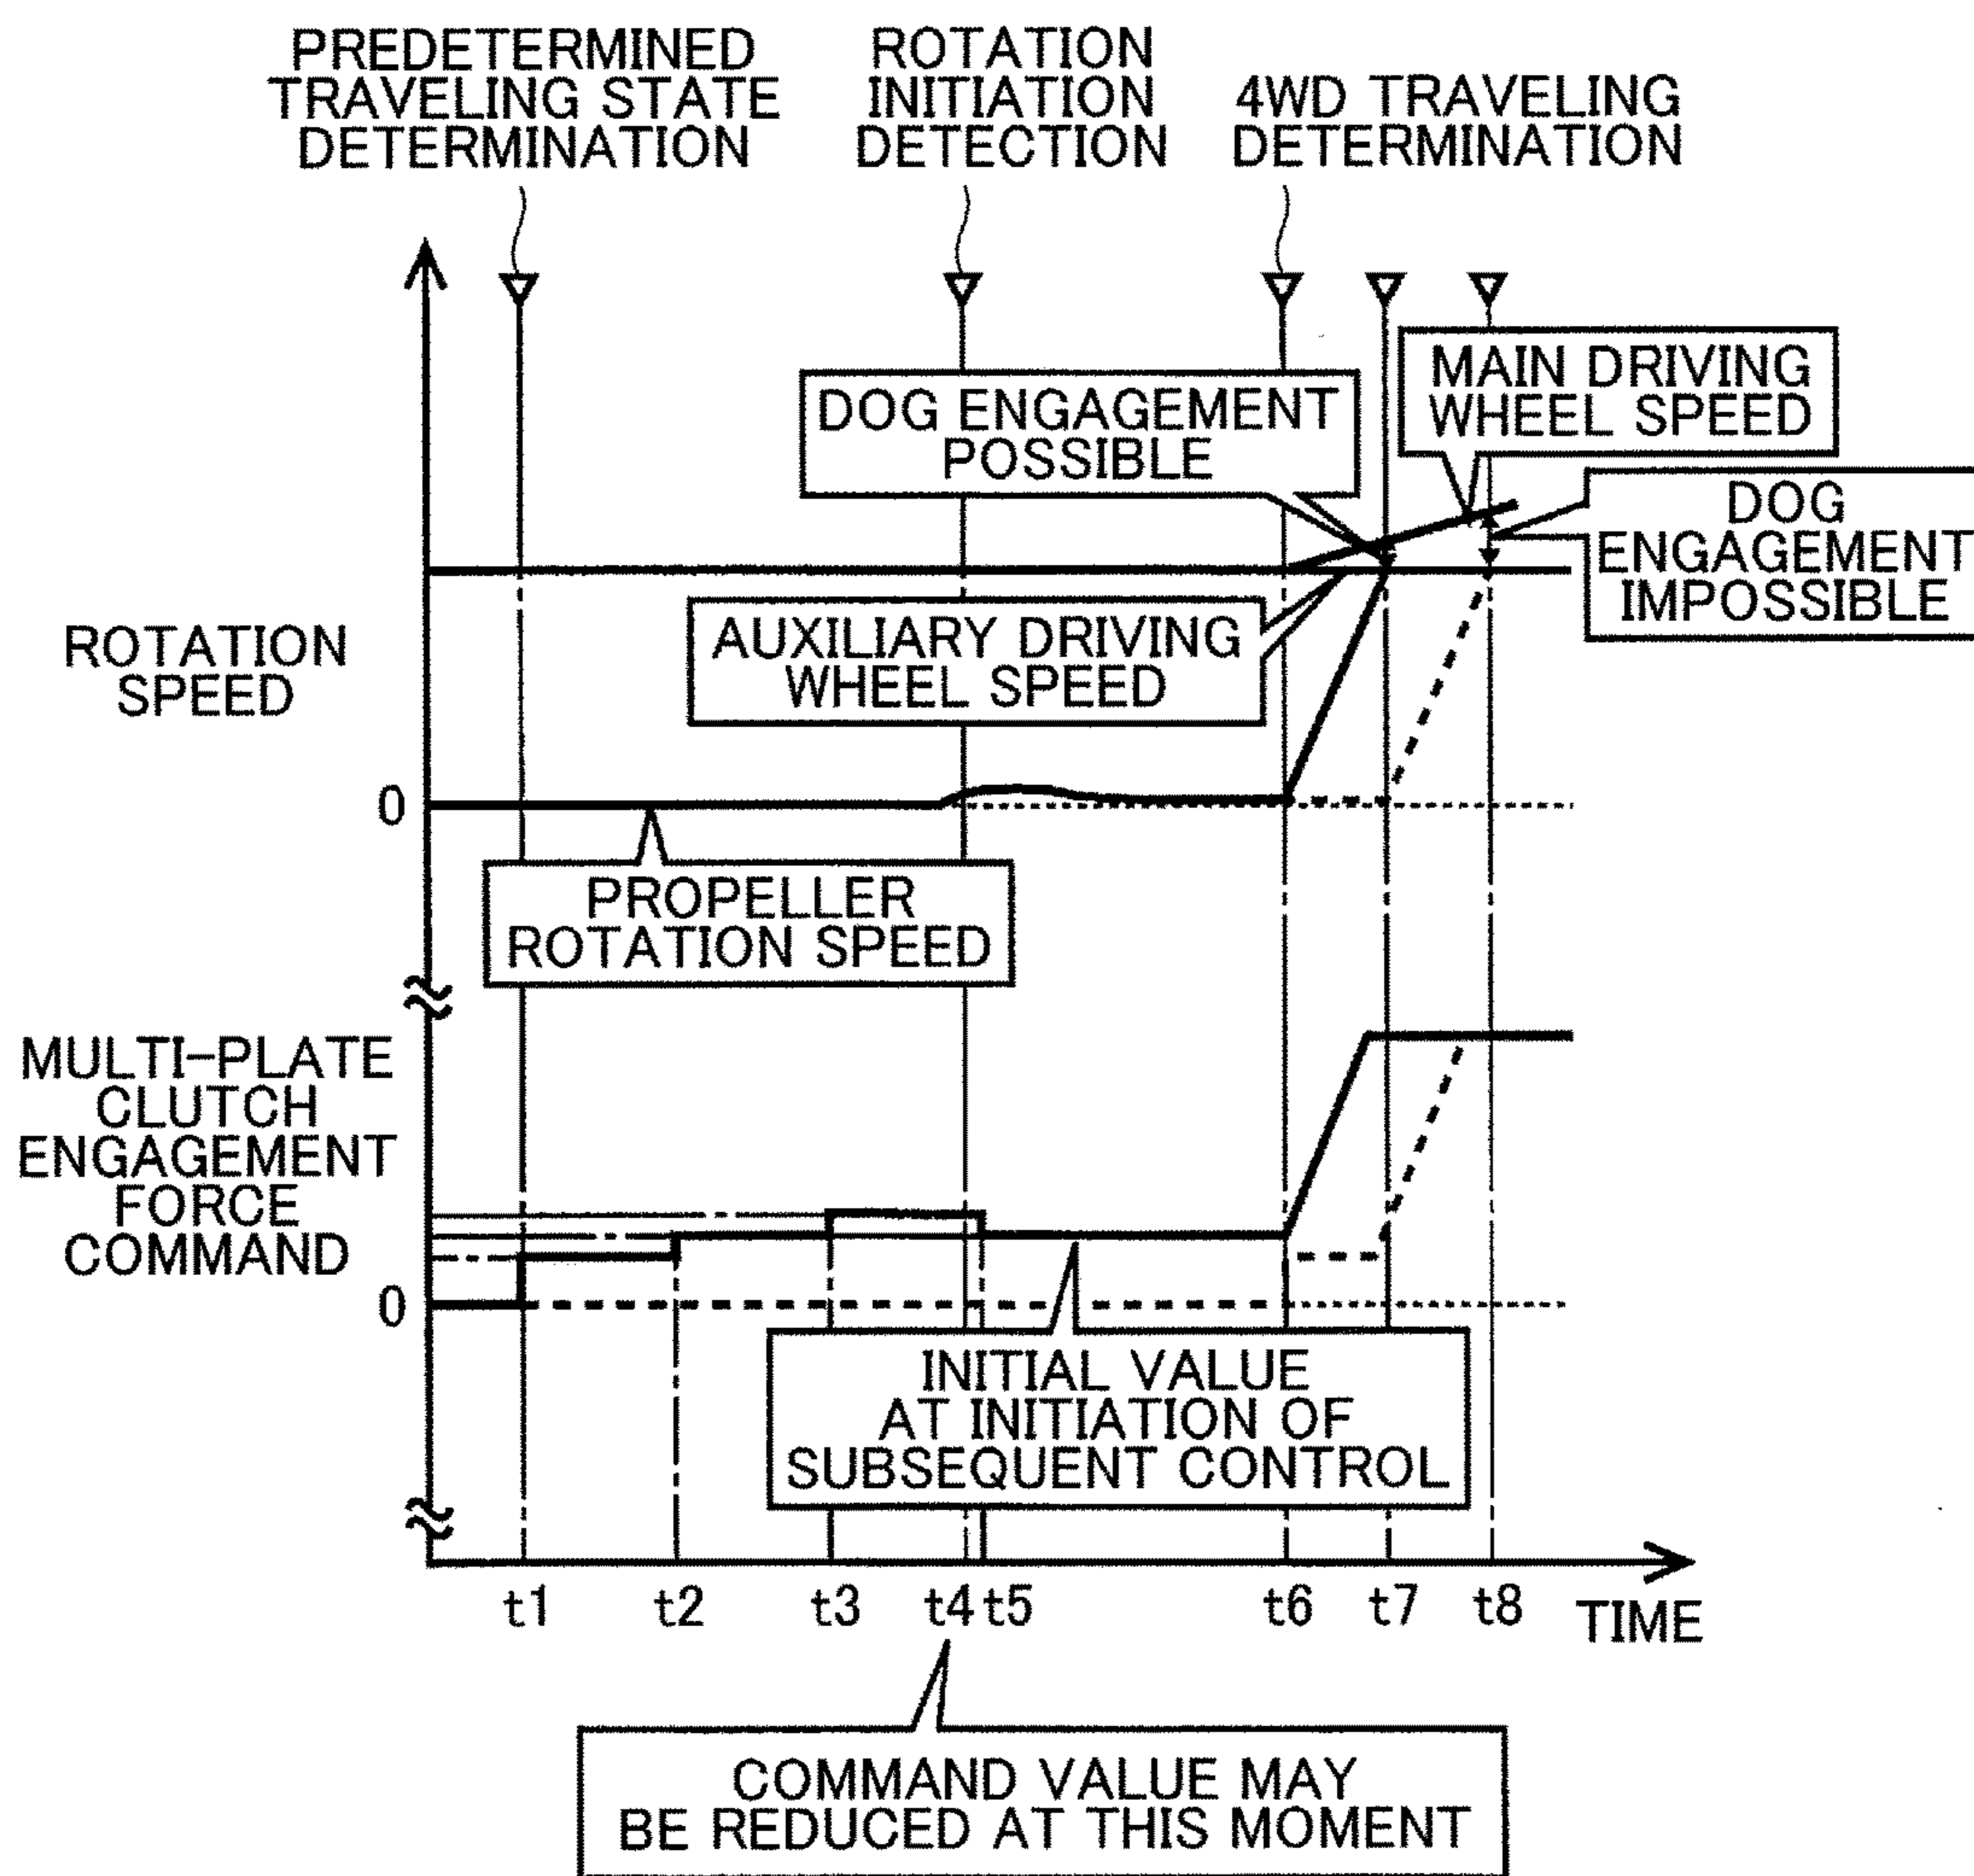 PREDETERMINED
TRAVELING STATE
DETERMINATION
ROTATION
INITIATION
DETECTION
4WD TRAVELING
DETERMINATION
DOG ENGAGEMENT
POSSIBLE
MAIN DRIVING
WHEEL SPEED
DOG
ENGAGEMENT
IMPOSSIBLE
AUXILIARY DRIVING
WHEEL SPEED
ROTATION
SPEED
0
PROPELLER
ROTATION SPEED
MULTI-PLATE
CLUTCH
ENGAGEMENT
FORCE
COMMAND
0
INITIAL VALUE
AT INITIATION OF
SUBSEQUENT CONTROL
t1 t2 t3 t4 t5 t6 t7 t8 TIME
COMMAND VALUE MAY
BE REDUCED AT THIS MOMENT